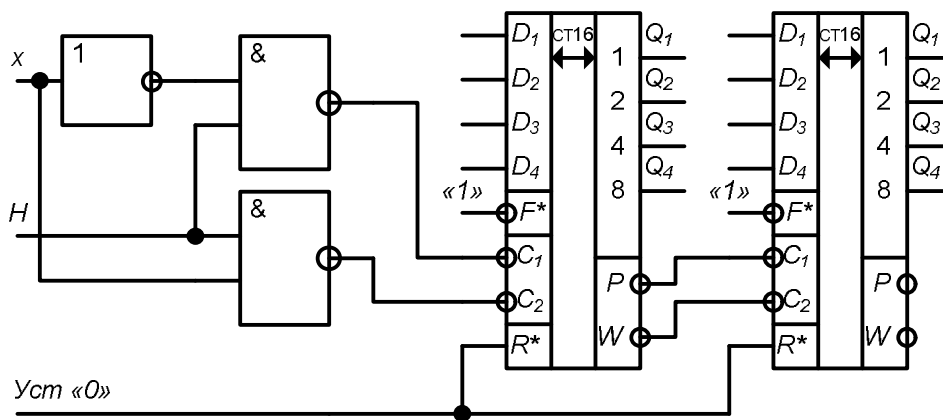 x
1
&
H
&
Уст «0»
«1»
D1
D2
D3
D4
F*
C1
C2
R*
CT16
1
2
4
8
P
W
Q1
Q2
Q3
Q4
«1»
D1
D2
D3
D4
F*
C1
C2
R*
CT16
1
2
4
8
P
W
Q1
Q2
Q3
Q4